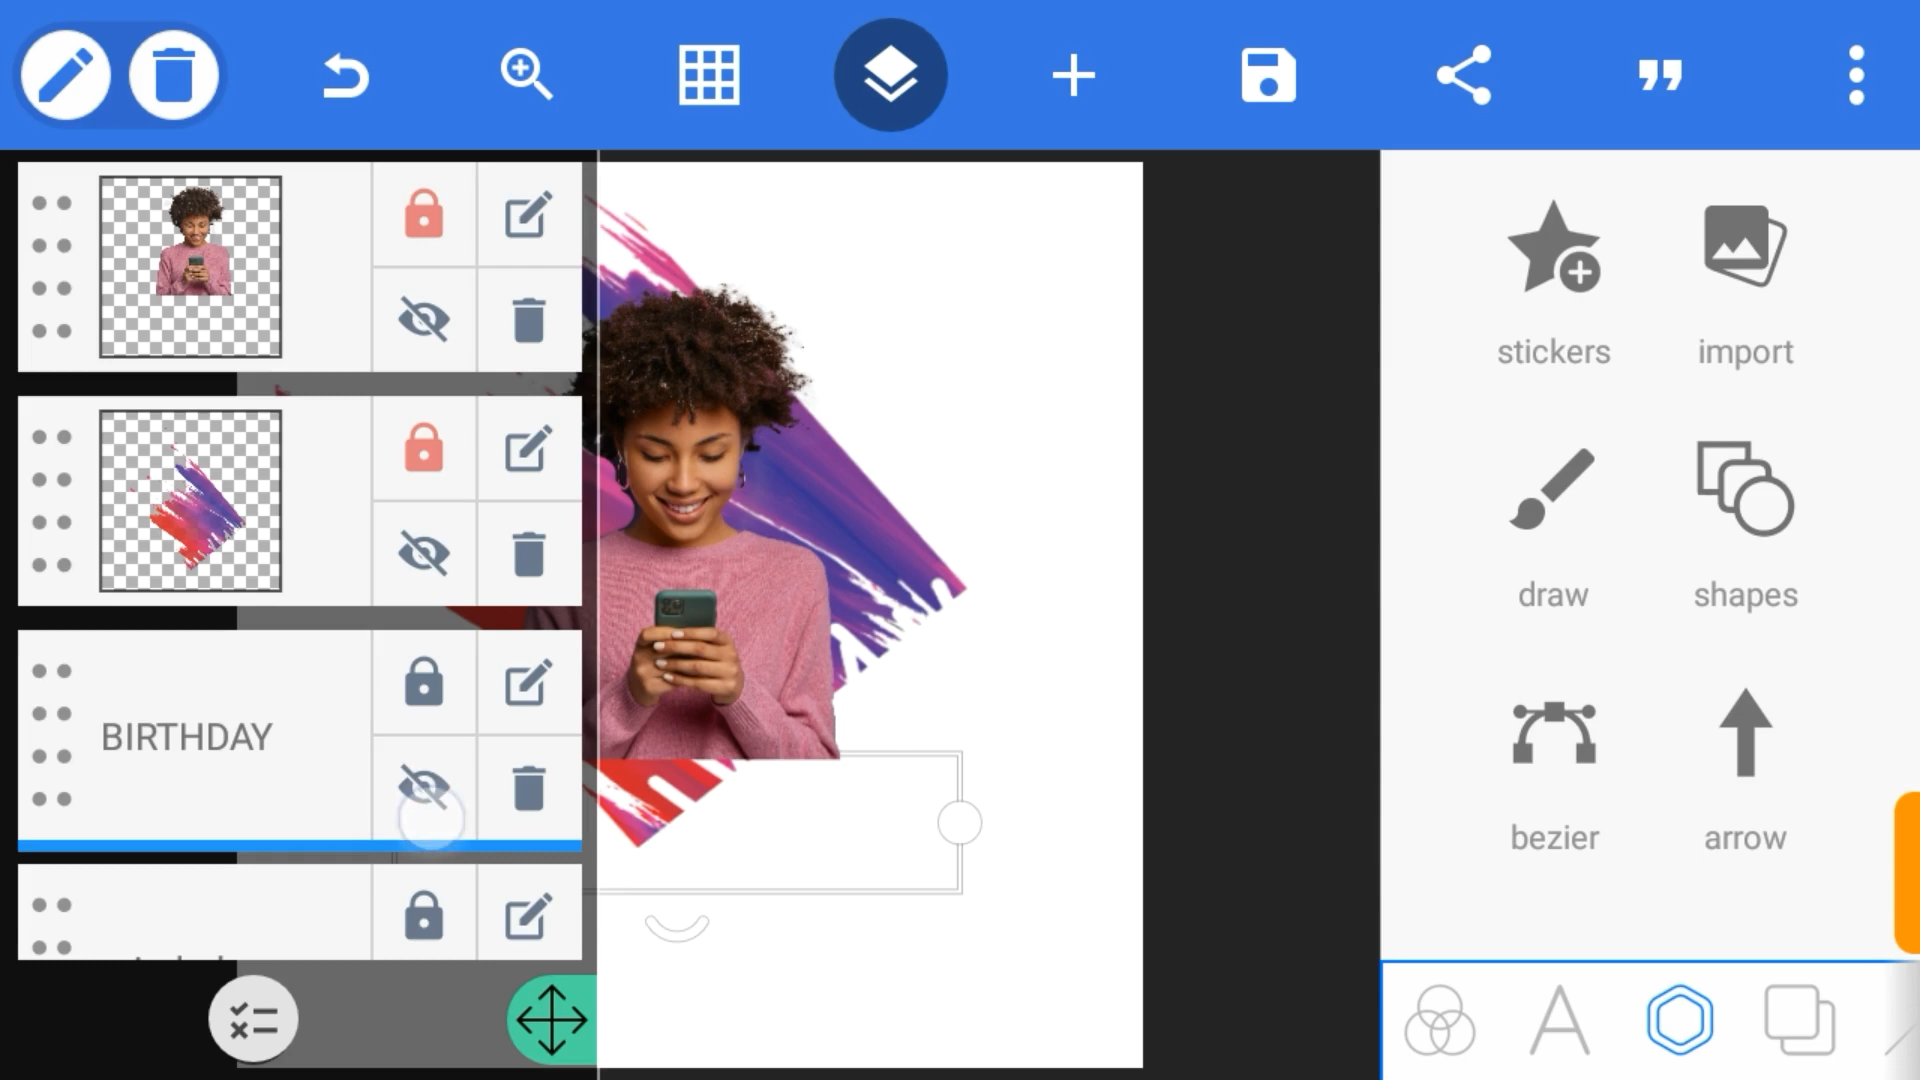 stickers
import
draw
shapes
BIRTHDAY
bezier
arrow